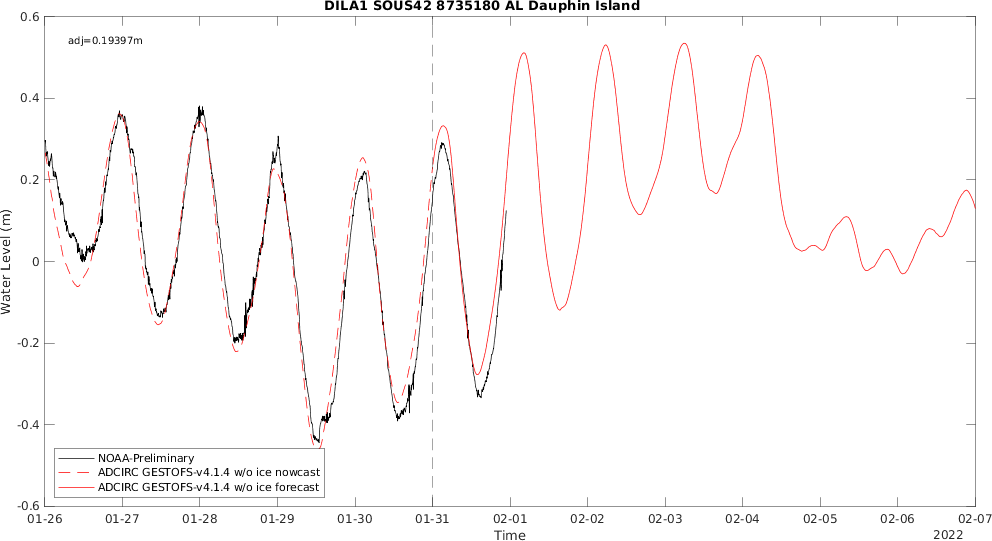 DILA1 SOUS42 8735180 AL Dauphin Island
adj=0.19397m
0.6
0.4
0.2
0
-0.2
-0.4
-0.6
Water Level (m)
NOAA-Preliminary
ADCIRC GESTOFS-v4.1.4 w/o ice nowcast
ADCIRC GESTOFS-v4.1.4 w/o ice forecast
01-26 01-27 01-28 01-29 01-30 01-31 02-01 02-02 02-03 02-04 02-05 02-06 02-07
Time
2022